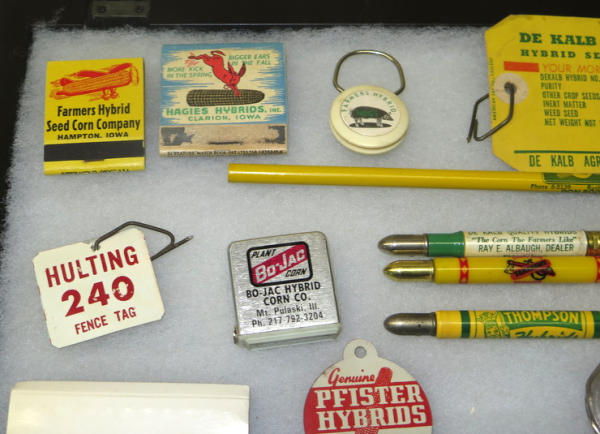 Farmers Hybrid
Seed Corn Company
HAMPTON, IOWA
MORE KICK
IN THE SPRING
BIGGER EARS
IN THE FALL
HAGIES HYBRIDS, INC.
CLARION, IOWA
FARMERS HYBRID
DE KALB
HYBRID SE
YOUR MOR
DEKALB HYBRID NO.
PURITY
OTHER CROP SEEDS
INERT MATTER
WEED SEED
NET WEIGHT NOT
DE KALB AGR
HULTING
240
FENCE TAG
PLANT
BO-JAC
CORN
BO-JAC HYBRID
CORN CO.
Mt. Pulaski, Ill.
Ph. 217-792-3204
DE KALB QUALITY HYBRIDS
"The Corn The Farmers Like"
RAY E. ALBAUGH, DEALER
THOMPSON
Hybrids
Genuine
PFISTER
HYBRIDS